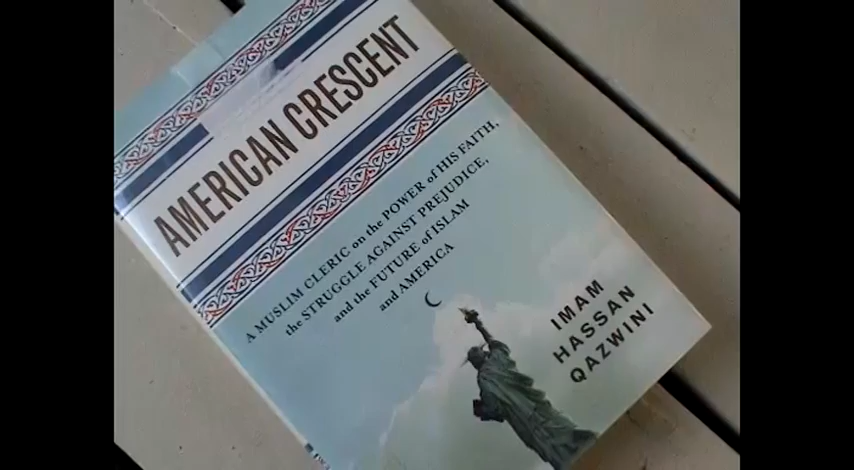 AMERICAN CRESCENT
A MUSLIM CLERIC on the POWER of HIS FAITH,
the STRUGGLE AGAINST PREJUDICE,
and the FUTURE of ISLAM
and AMERICA
IMAM
HASSAN
QAZWINI